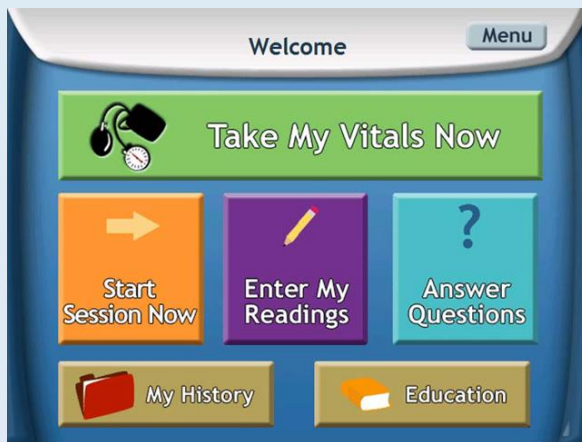 Welcome
Menu
Take My Vitals Now
Start
Session Now
Enter My
Readings
?
Answer
Questions
My History
Education